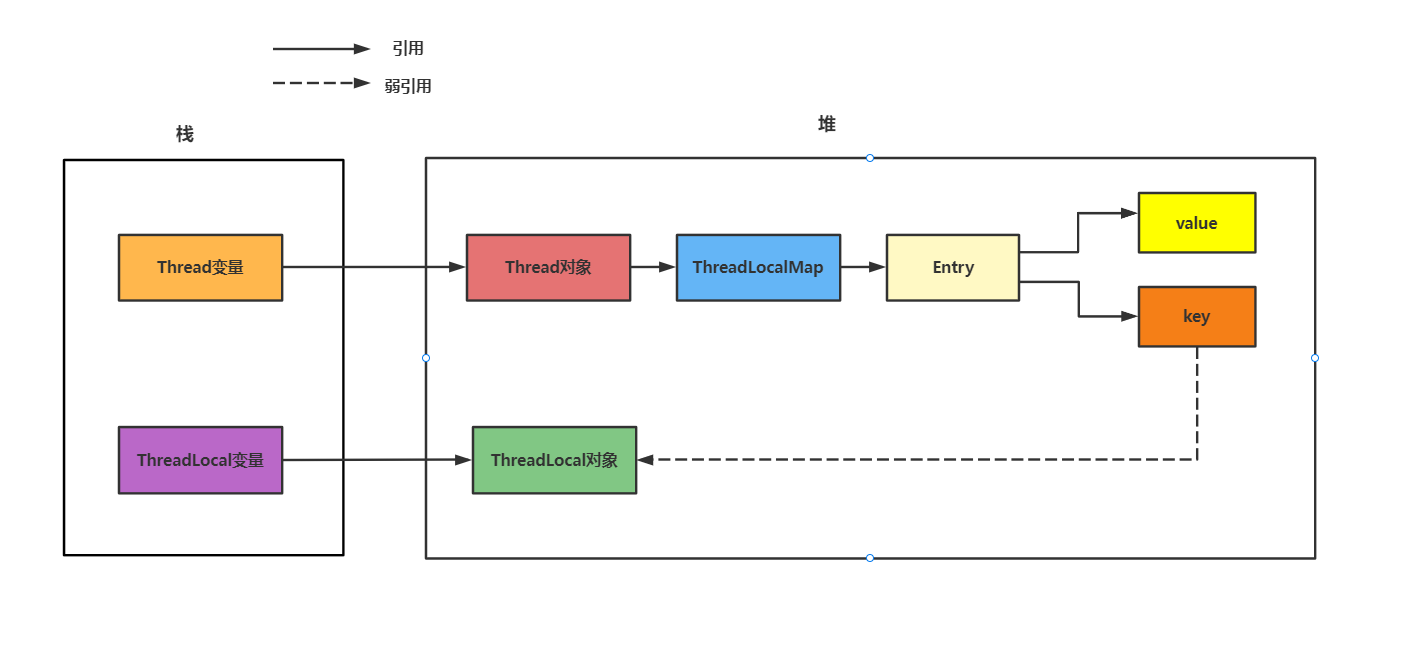 引用
弱引用
栈
堆
value
Thread变量
Thread对象
ThreadLocalMap
Entry
key
ThreadLocal变量
ThreadLocal对象